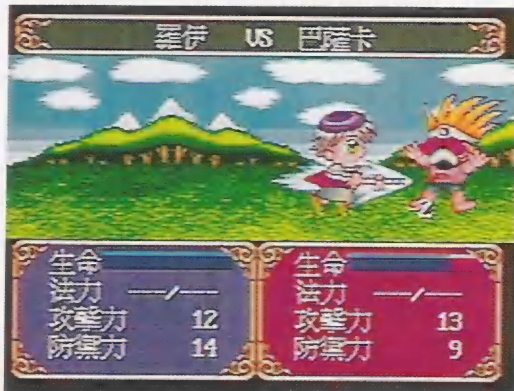 羅伊 VS 巴薩卡
生命
法力 ---/---
攻擊力 12
防禦力 14
生命
法力 ---/---
攻擊力 13
防禦力 9